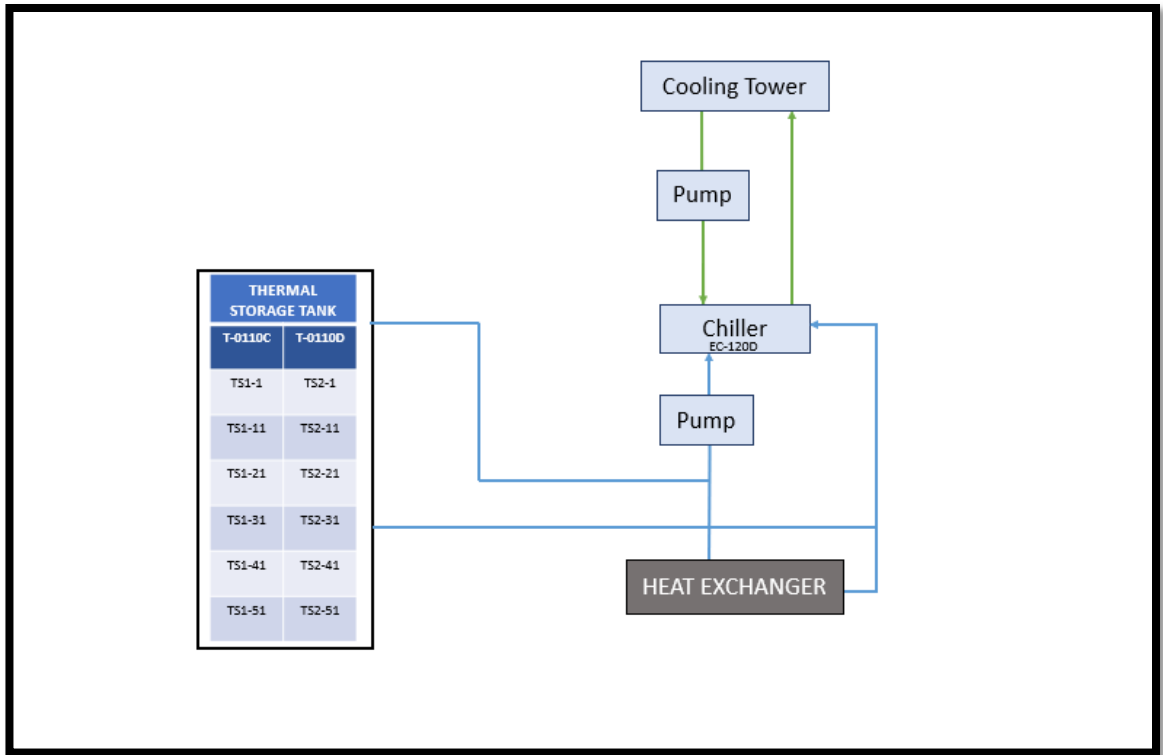 Cooling Tower
Pump
THERMAL
STORAGE TANK
T-0110C T-0110D
TS1-1 TS2-1
TS1-11 TS2-11
TS1-21 TS2-21
TS1-31 TS2-31
TS1-41 TS2-41
TS1-51 TS2-51
Chiller
EC-120D
Pump
HEAT EXCHANGER